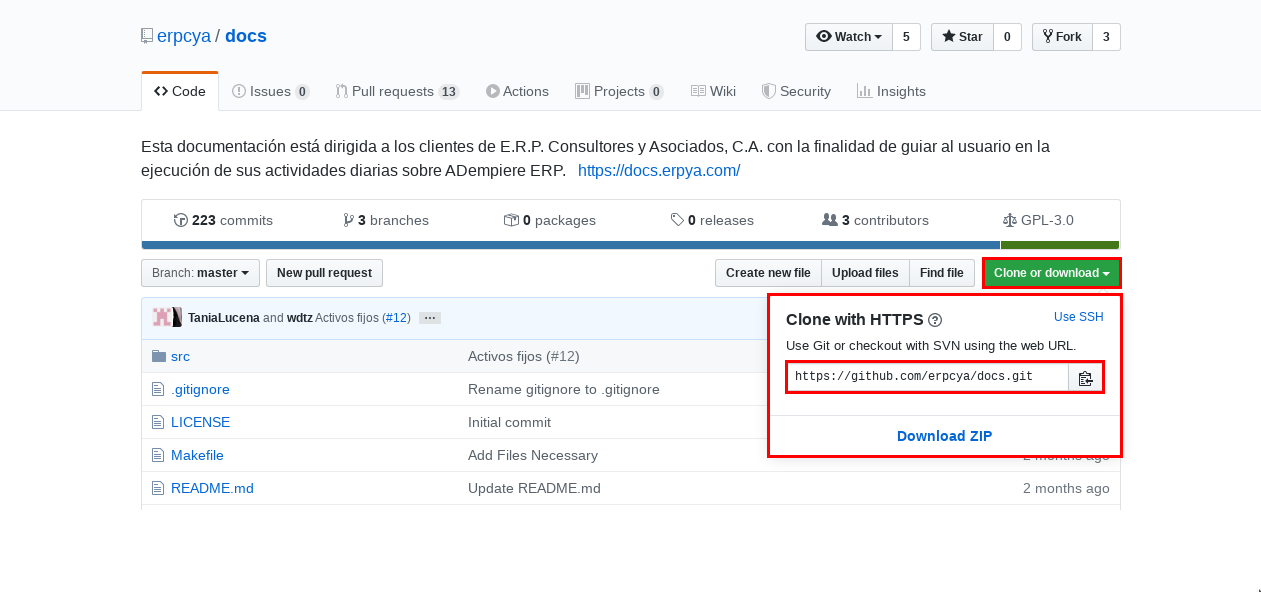 erpcya / docs
Watch 5 Star 0 Fork 3
Code Issues 0 Pull requests 13 Actions Projects 0 Wiki Security Insights
Esta documentación está dirigida a los clientes de E.R.P. Consultores y Asociados, C.A. con la finalidad de guiar al usuario en la
ejecución de sus actividades diarias sobre ADempiere ERP. https://docs.erpya.com/
223 commits 3 branches 0 packages 0 releases 3 contributors GPL-3.0
Branch: master New pull request Create new file Upload files Find file Clone or download
TaniaLucena and wdtz Activos fijos (#12) ...
Clone with HTTPS Use SSH
Use Git or checkout with SVN using the web URL.
https://github.com/erpcya/docs.git
Download ZIP
src Activos fijos (#12)
.gitignore Rename gitignore to .gitignore
LICENSE Initial commit
Makefile Add Files Necessary 2 months ago
README.md Update README.md 2 months ago